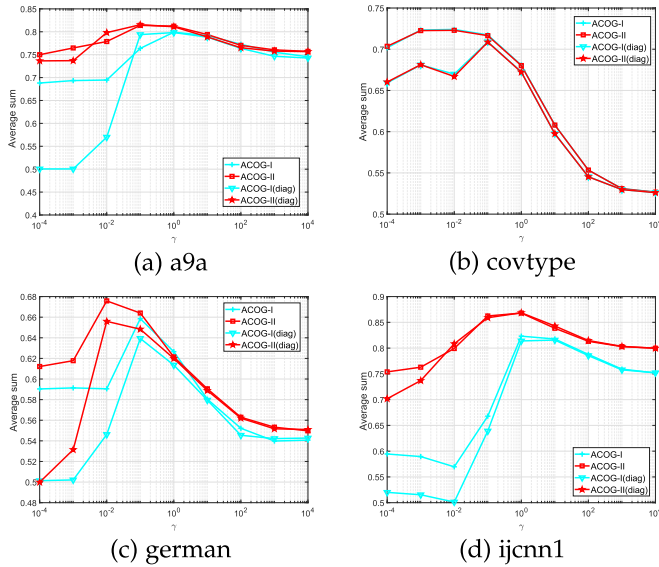 0.85
0.8
0.75
0.7
0.65
0.6
0.55
0.5
0.45
0.4
Average sum
ACOG-I
ACOG-II
ACOG-I(diag)
ACOG-II(diag)
10^-4 10^-2 10^0 10^2 10^4
γ
(a) a9a
0.75
0.7
0.65
0.6
0.55
0.5
Average sum
ACOG-I
ACOG-II
ACOG-I(diag)
ACOG-II(diag)
10^-4 10^-2 10^0 10^2
γ
(b) covtype
0.68
0.66
0.64
0.62
0.6
0.58
0.56
0.54
0.52
0.5
0.48
Average sum
ACOG-I
ACOG-II
ACOG-I(diag)
ACOG-II(diag)
10^-4 10^-2 10^0 10^2 10^4
γ
(c) german
0.9
0.85
0.8
0.75
0.7
0.65
0.6
0.55
0.5
Average sum
ACOG-I
ACOG-II
ACOG-I(diag)
ACOG-II(diag)
10^-4 10^-2 10^0 10^2
γ
(d) ijcnn1